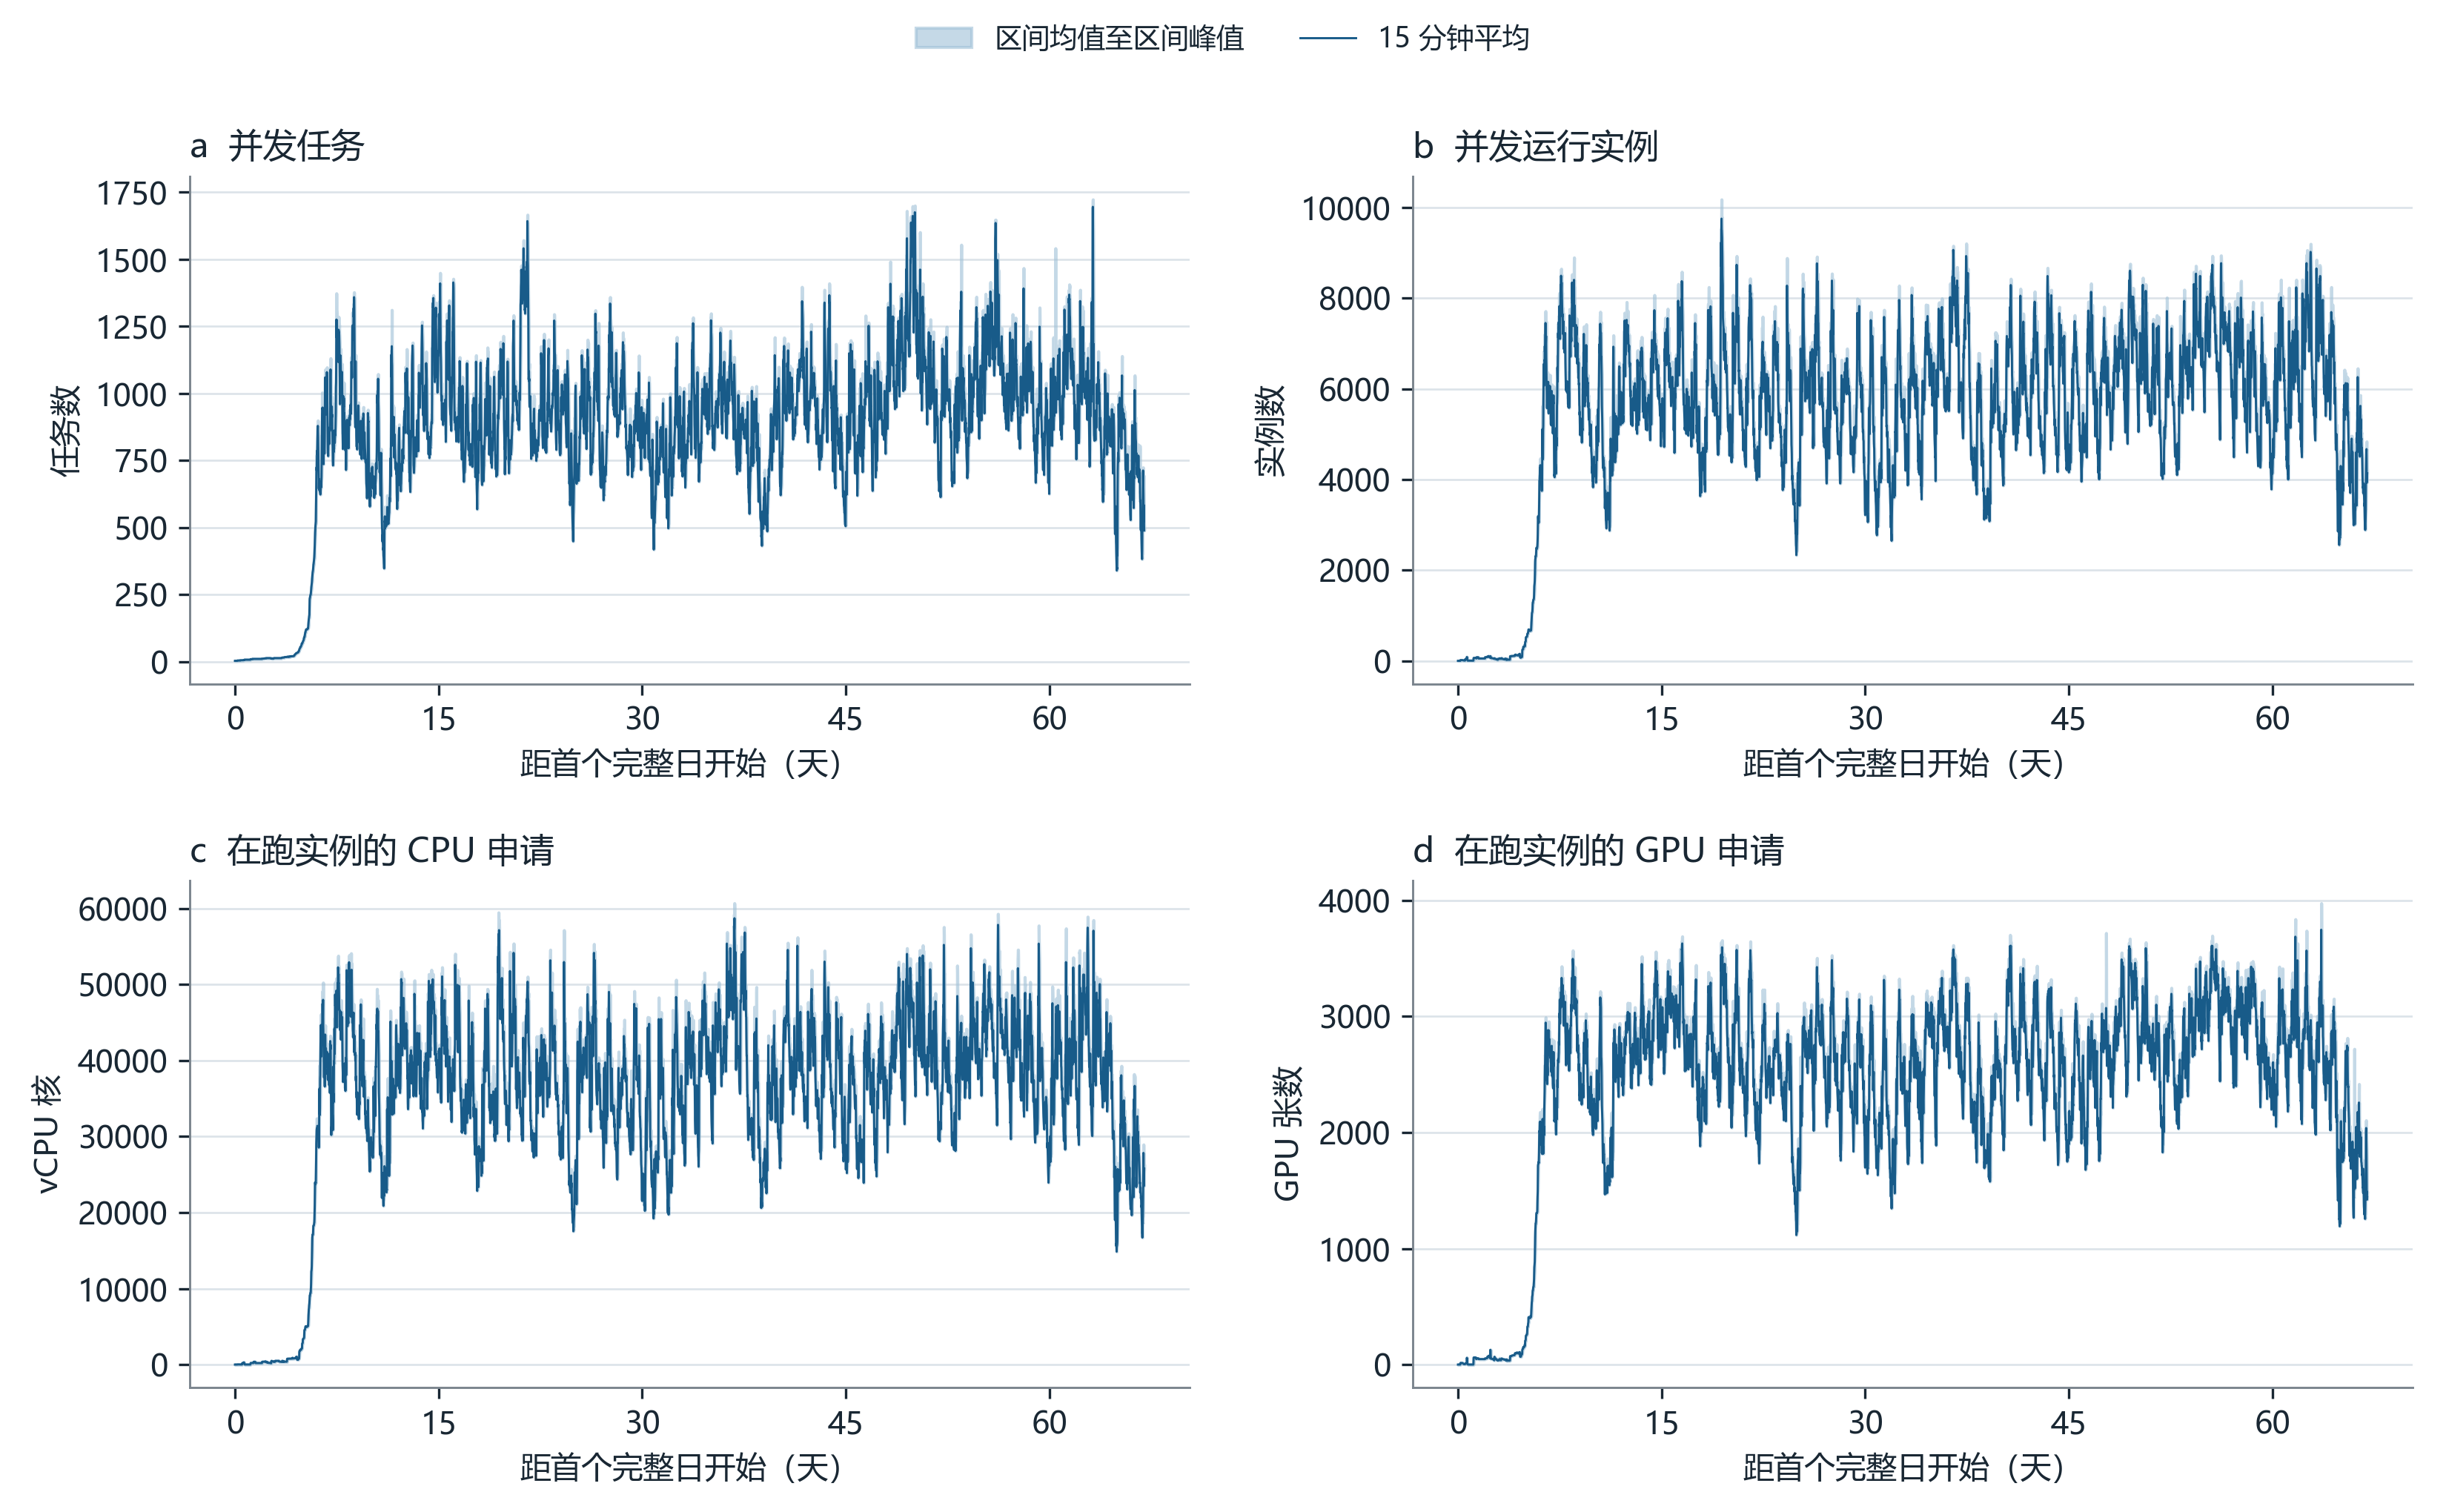 区间均值至区间峰值 15 分钟平均
a 并发任务
1750
1500
1250
1000
750
500
250
0
任务数
0 15 30 45 60
距首个完整日开始（天）
b 并发运行实例
10000
8000
6000
4000
2000
0
实例数
0 15 30 45 60
距首个完整日开始（天）
c 在跑实例的 CPU 申请
60000
50000
40000
30000
20000
10000
0
vCPU 核
0 15 30 45 60
距首个完整日开始（天）
d 在跑实例的 GPU 申请
4000
3000
2000
1000
0
GPU 张数
0 15 30 45 60
距首个完整日开始（天）